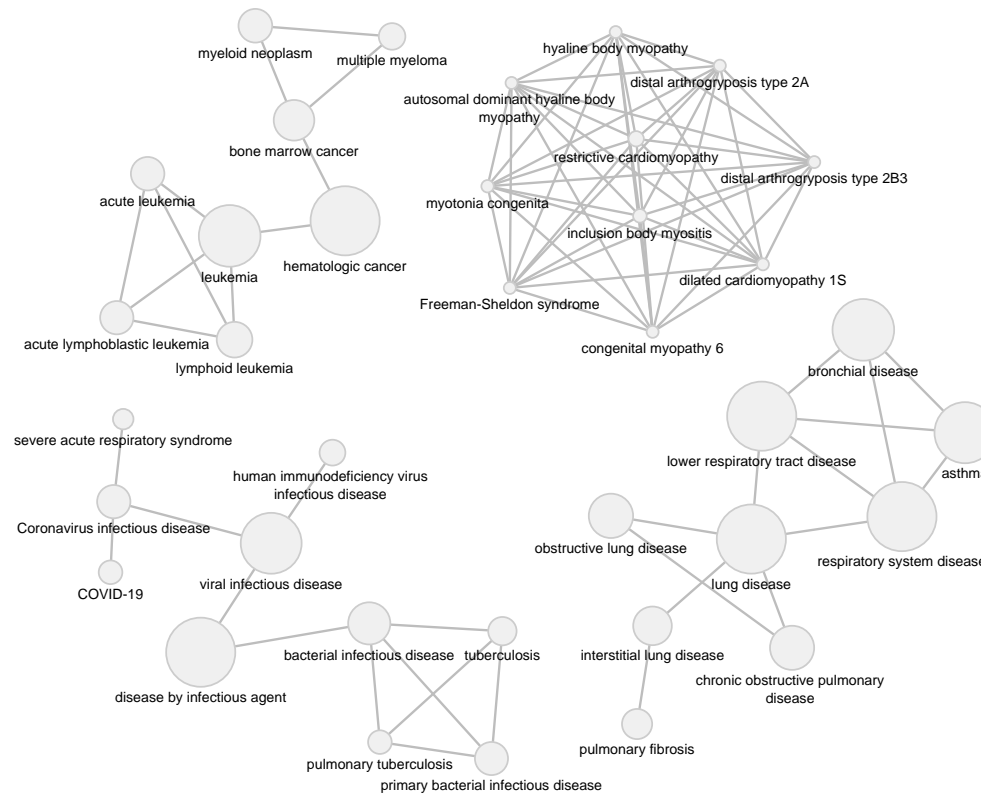 hyaline body myopathy
myeloid neoplasm
multiple myeloma
distal arthrogryposis type 2A
autosomal dominant hyaline body
myopathy
bone marrow cancer
restrictive cardiomyopathy
distal arthrogryposis type 2B3
acute leukemia
myotonia congenita
inclusion body myositis
hematologic cancer
leukemia
dilated cardiomyopathy 1S
Freeman-Sheldon syndrome
acute lymphoblastic leukemia
congenital myopathy 6
lymphoid leukemia
bronchial disease
severe acute respiratory syndrome
lower respiratory tract disease
asthma
human immunodeficiency virus
infectious disease
Coronavirus infectious disease
obstructive lung disease
respiratory system disease
viral infectious disease
lung disease
COVID-19
bacterial infectious disease
tuberculosis
interstitial lung disease
chronic obstructive pulmonary
disease
disease by infectious agent
pulmonary fibrosis
pulmonary tuberculosis
primary bacterial infectious disease